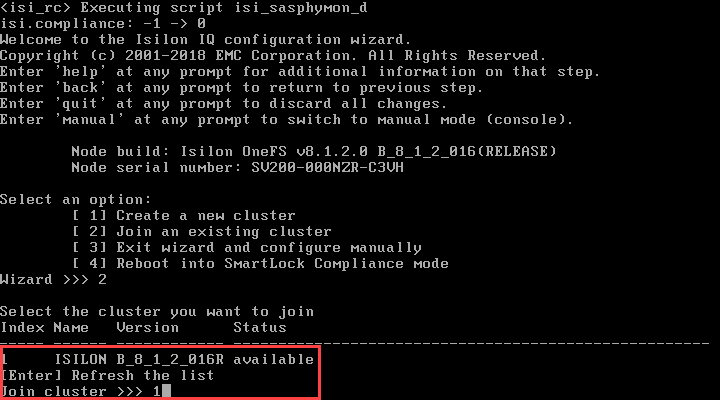 <isi_rc> Executing script isi_sasphymon_d
isi.compliance: -1 -> 0
Welcome to the Isilon IQ configuration wizard.
Copyright (c) 2001-2018 EMC Corporation. All Rights Reserved.
Enter 'help' at any prompt for additional information on that step.
Enter 'back' at any prompt to return to previous step.
Enter 'quit' at any prompt to discard all changes.
Enter 'manual' at any prompt to switch to manual mode (console).
Node build: Isilon OneFS v8.1.2.0 B_8_1_2_016(RELEASE)
Node serial number: SV200-000NZR-C3VH
Select an option:
[ 1] Create a new cluster
[ 2] Join an existing cluster
[ 3] Exit wizard and configure manually
[ 4] Reboot into SmartLock Compliance mode
Wizard >>> 2
Select the cluster you want to join
Index Name Version Status
1 ISILON B_8_1_2_016R available
[Enter] Refresh the list
Join cluster >>> 1